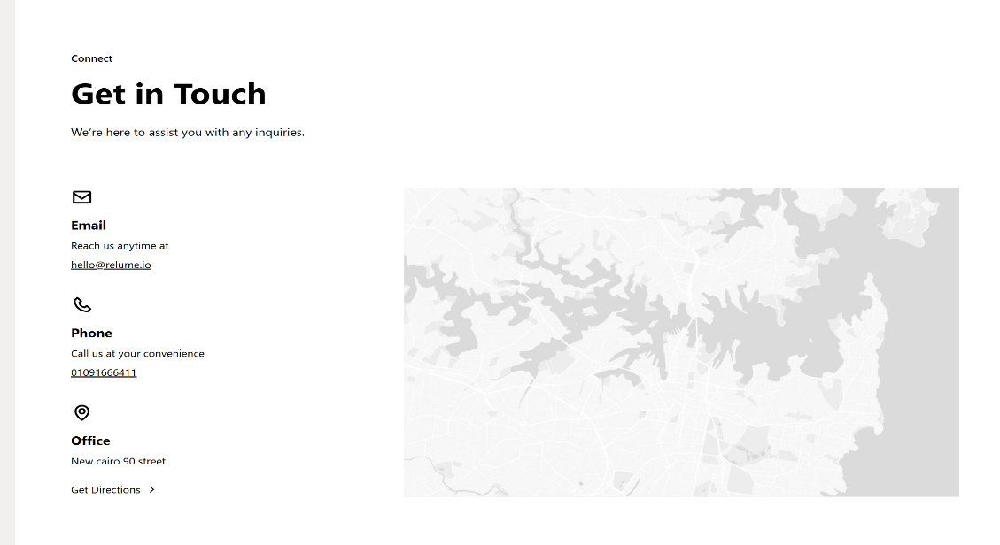 Connect
Get in Touch
We're here to assist you with any inquiries.
Email
Reach us anytime at
hello@relume.io
Phone
Call us at your convenience
01091666411
Office
New cairo 90 street
Get Directions